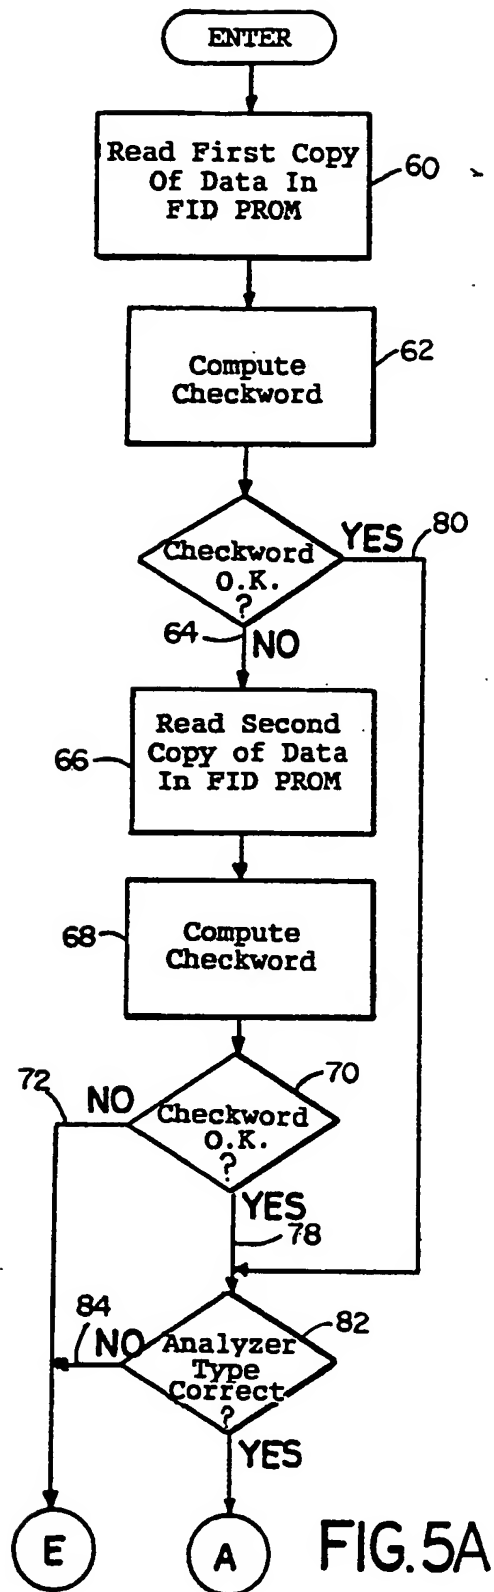 ENTER
Read First Copy
Of Data In
FID PROM
60
Compute
Checkword
62
Checkword
O.K.
?
YES
80
64
NO
Read Second
Copy of Data
In FID PROM
66
Compute
Checkword
68
Checkword
O.K.
?
70
72
NO
YES
78
Analyzer
Type
Correct
?
82
84
NO
YES
E
A
FIG.5A